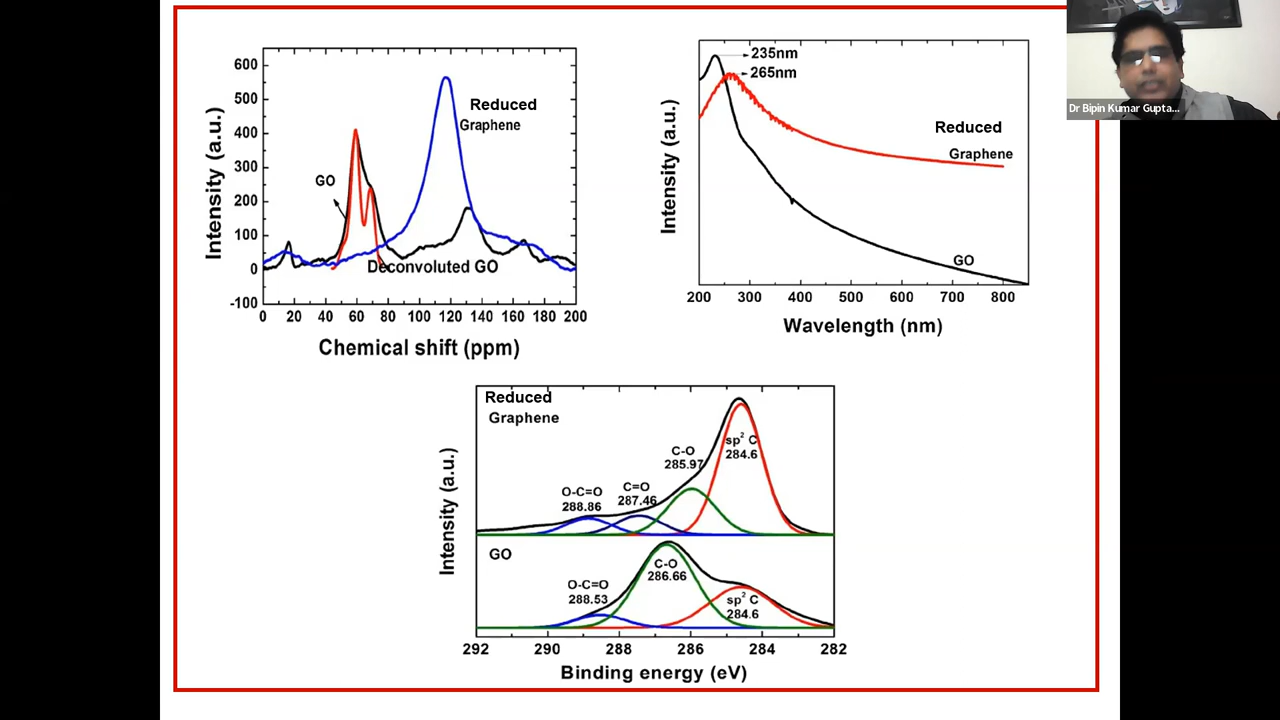 600
500
400
300
200
100
0
-100
0 20 40 60 80 100 120 140 160 180 200
Intensity (a.u.)
Chemical shift (ppm)
GO
Reduced
Graphene
Deconvoluted GO
235nm
265nm
Reduced
Graphene
GO
Intensity (a.u.)
200 300 400 500 600 700 800
Wavelength (nm)
Dr Bipin Kumar Gupta...
Reduced
Graphene
O-C=O
288.86
C=O
287.46
C-O
285.97
sp² C
284.6
GO
O-C=O
288.53
C-O
286.66
sp² C
284.6
Intensity (a.u.)
292 290 288 286 284 282
Binding energy (eV)